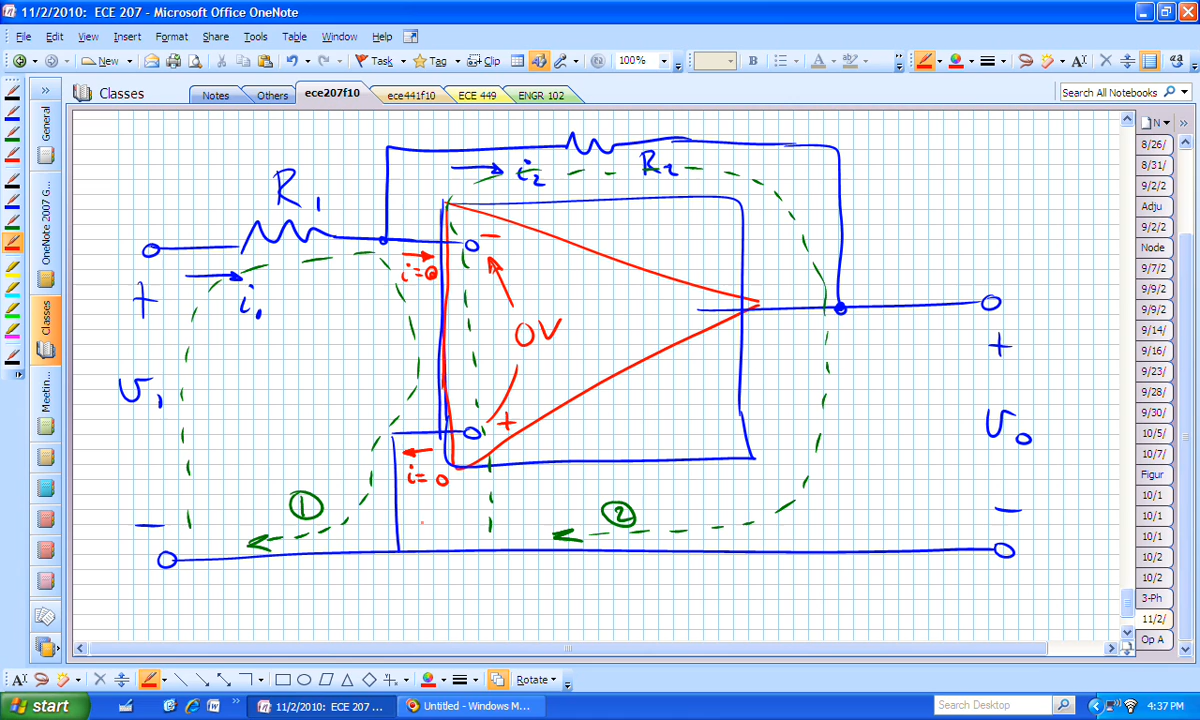 11/2/2010: ECE 207 - Microsoft Office OneNote
File Edit View Insert Format Share Tools Table Window Help
New Task Tag Clip 100% B A ab
Classes Notes Others ece207f10 ece441f10 ECE 449 ENGR 102 Search All Notebooks
General
OneNote 2007 G...
Classes
Meetin...
N
8/26/
8/31/
9/2/2
Adju
9/2/2
Node
9/7/2
9/9/2
9/9/2
9/14/
9/16/
9/23/
9/28/
9/30/
10/5/
10/7/
Figur
10/1
10/1
10/1
10/2
10/2
3-Ph
11/2/
Op A
R1
i2
R2
−
i=0
i1
+
0V
+
v1
+
v0
+
i=0
1
2
−
−
Rotate
start 11/2/2010: ECE 207 ... Untitled - Windows M... Search Desktop 4:37 PM